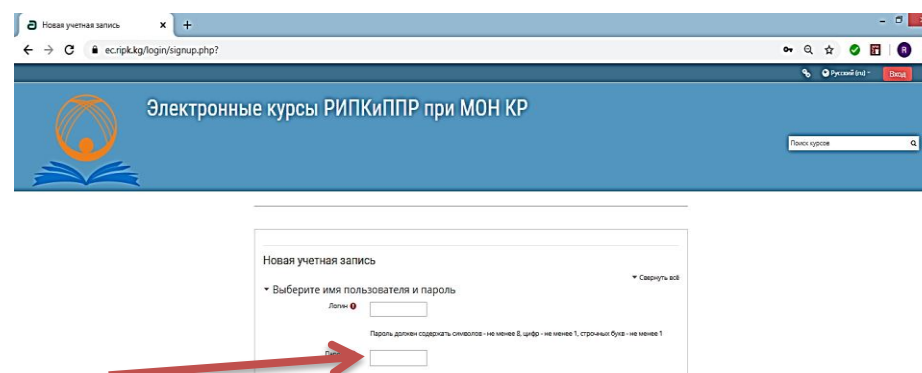 Новая учетная запись
ec.ripk.kg/login/signup.php?
R
Русский (ru)
Вход
Электронные курсы РИПКиППР при МОН КР
Поиск курсов
Новая учетная запись
Свернуть всё
Выберите имя пользователя и пароль
Логин
Пароль должен содержать символов - не менее 8, цифр - не менее 1, строчных букв - не менее 1